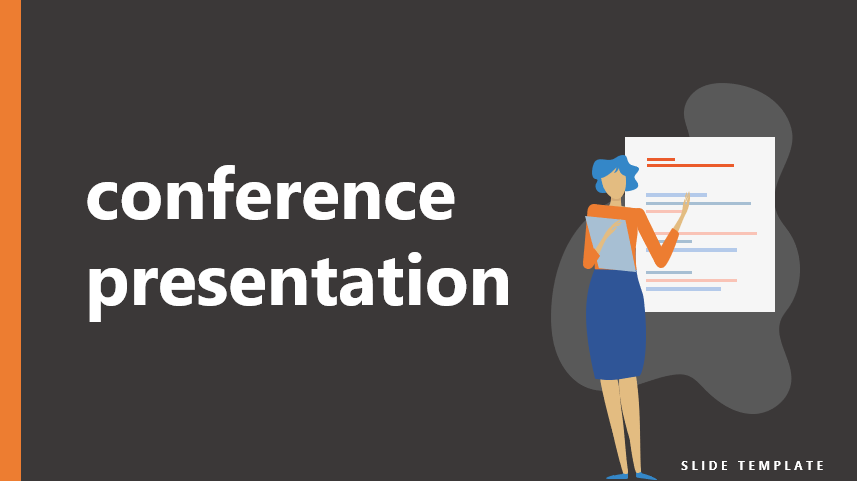 conference
presentation
SLIDE TEMPLATE